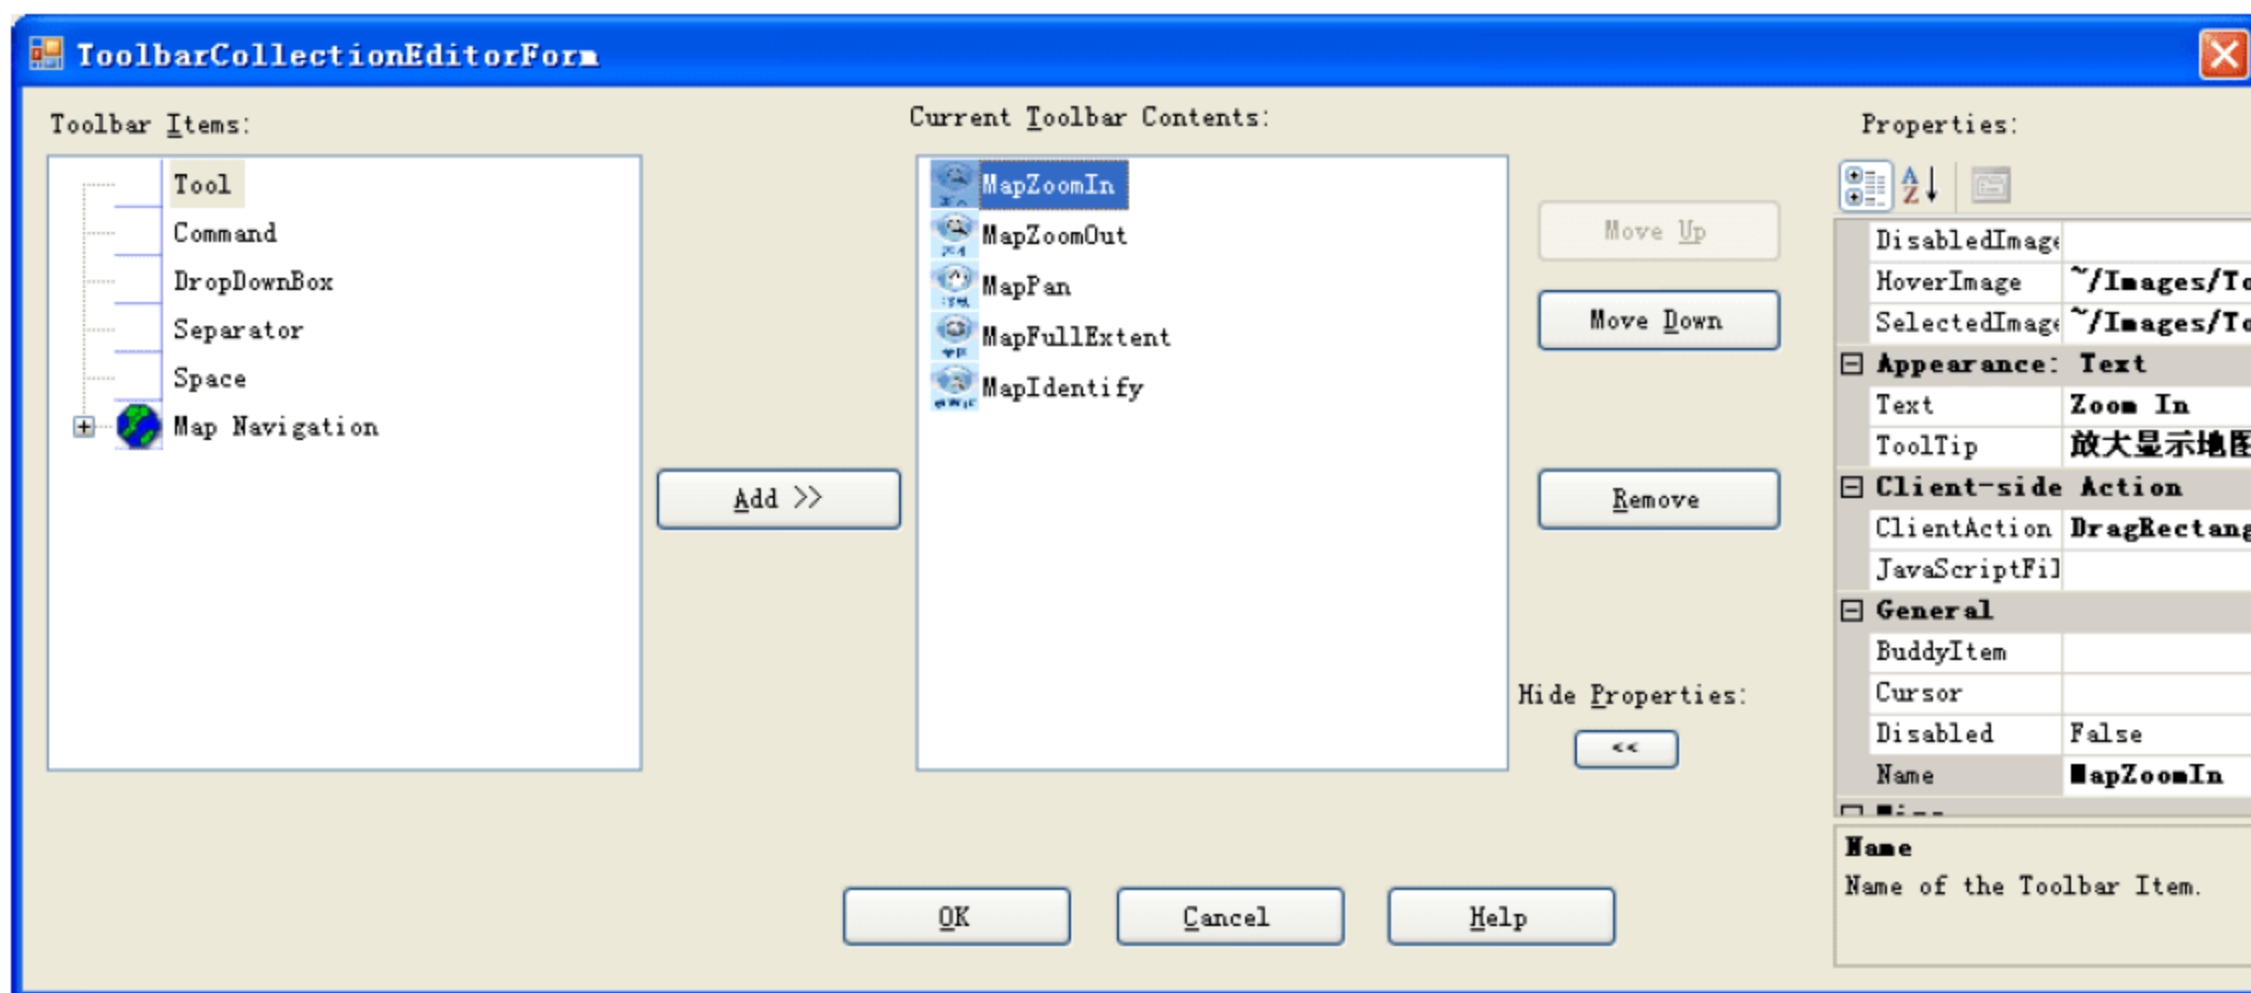 ToolbarCollectionEditorForm
Toolbar Items:
Tool
Command
DropDownBox
Separator
Space
Map Navigation
Add >>
Current Toolbar Contents:
MapZoomIn
MapZoomOut
MapPan
MapFullExtent
MapIdentify
Move Up
Move Down
Remove
Hide Properties:
<<
Properties:
DisabledImage
HoverImage ~/Images/To
SelectedImage ~/Images/To
Appearance: Text
Text Zoom In
ToolTip 放大显示地图
Client-side Action
ClientAction DragRectang
JavaScriptFil
General
BuddyItem
Cursor
Disabled False
Name MapZoomIn
Name
Name of the Toolbar Item.
OK Cancel Help